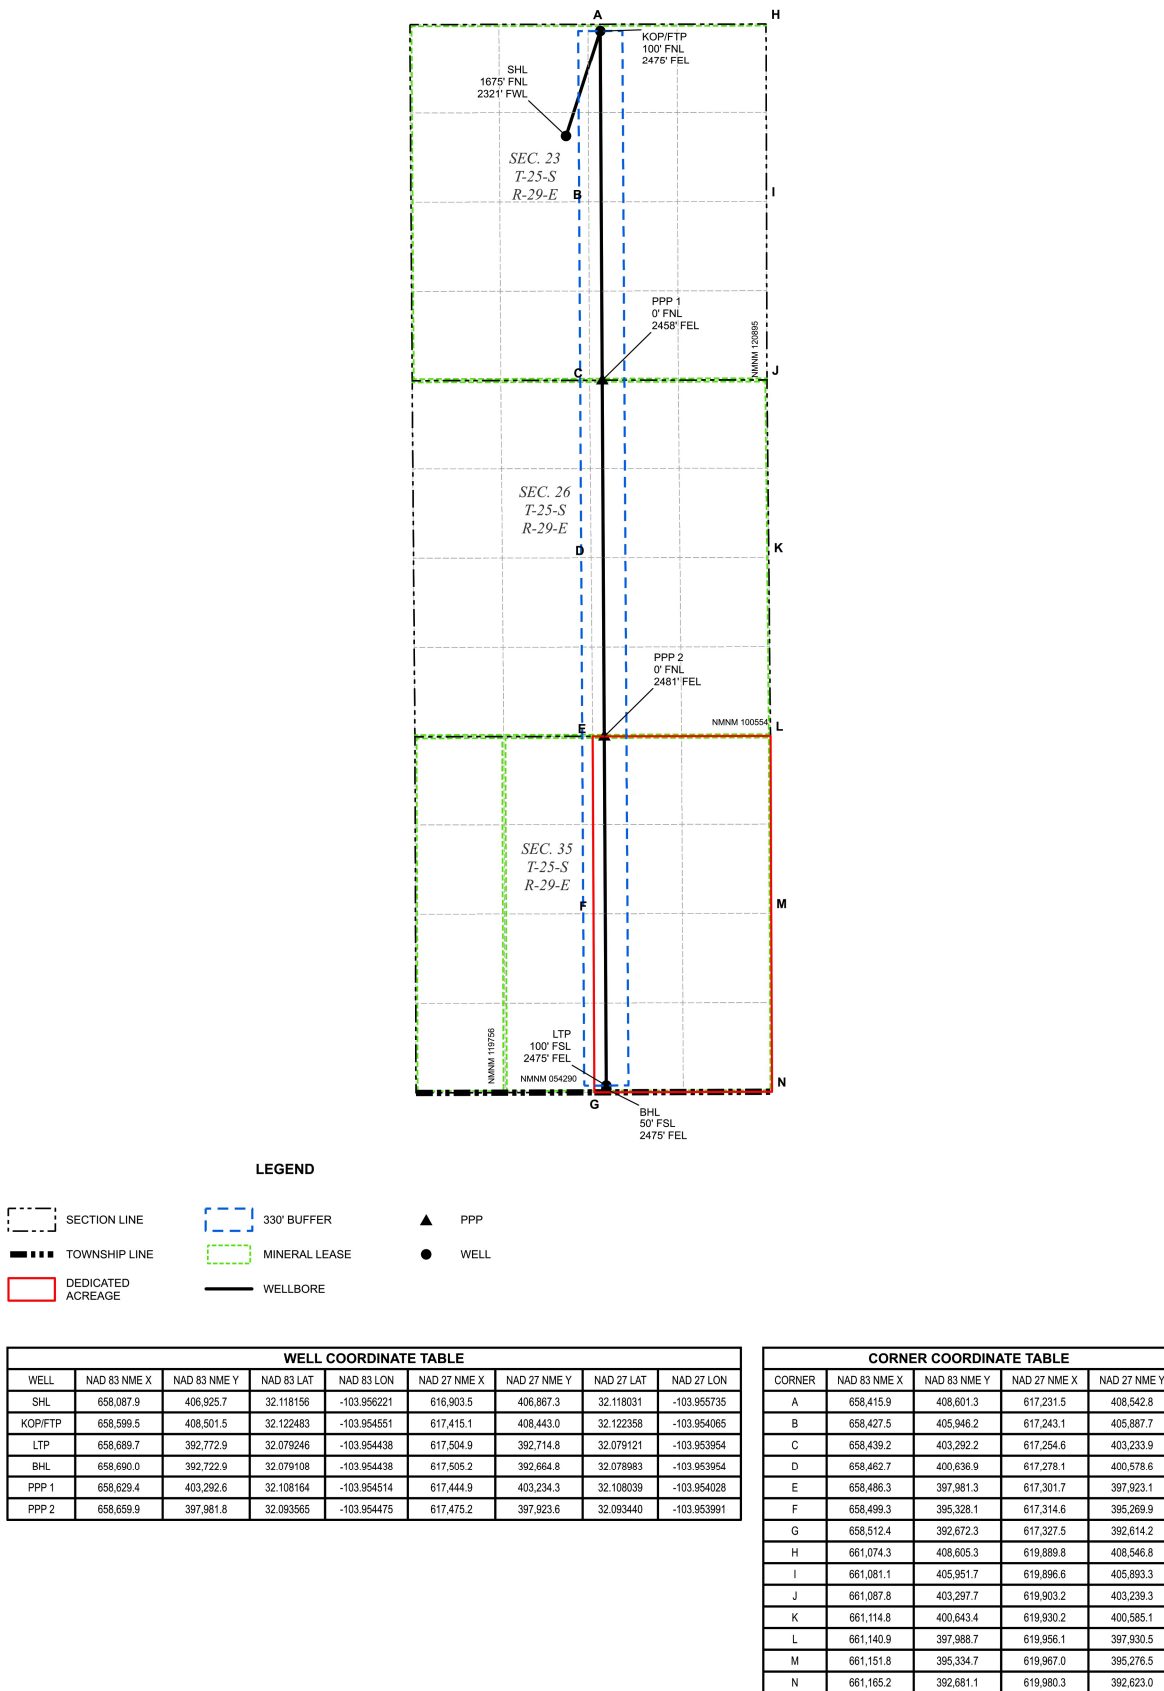 A
H
KOP/FTP
100' FNL
2475' FEL
SHL
1675' FNL
2321' FWL
SEC. 23
T-25-S
R-29-E
B
I
PPP 1
0' FNL
2458' FEL
NMNM 120895
C
J
SEC. 26
T-25-S
R-29-E
D
K
PPP 2
0' FNL
2481' FEL
NMNM 100554
E
L
SEC. 35
T-25-S
R-29-E
F
M
LTP
100' FSL
2475' FEL
NMNM 119756
NMNM 054290
N
G
BHL
50' FSL
2475' FEL
LEGEND
SECTION LINE 330' BUFFER PPP
TOWNSHIP LINE MINERAL LEASE WELL
DEDICATED
ACREAGE
WELLBORE
WELL COORDINATE TABLE
WELL NAD 83 NME X NAD 83 NME Y NAD 83 LAT NAD 83 LON NAD 27 NME X NAD 27 NME Y NAD 27 LAT NAD 27 LON
SHL 658,087.9 406,925.7 32.118156 -103.956221 616,903.5 406,867.3 32.118031 -103.955735
KOP/FTP 658,599.5 408,501.5 32.122483 -103.954551 617,415.1 408,443.0 32.122358 -103.954065
LTP 658,689.7 392,772.9 32.079246 -103.954438 617,504.9 392,714.8 32.079121 -103.953954
BHL 658,690.0 392,722.9 32.079108 -103.954438 617,505.2 392,664.8 32.078983 -103.953954
PPP 1 658,629.4 403,292.6 32.108164 -103.954514 617,444.9 403,234.3 32.108039 -103.954028
PPP 2 658,659.9 397,981.8 32.093565 -103.954475 617,475.2 397,923.6 32.093440 -103.953991
CORNER COORDINATE TABLE
CORNER NAD 83 NME X NAD 83 NME Y NAD 27 NME X NAD 27 NME Y
A 658,415.9 408,601.3 617,231.5 408,542.8
B 658,427.5 405,946.2 617,243.1 405,887.7
C 658,439.2 403,292.2 617,254.6 403,233.9
D 658,462.7 400,636.9 617,278.1 400,578.6
E 658,486.3 397,981.3 617,301.7 397,923.1
F 658,499.3 395,328.1 617,314.6 395,269.9
G 658,512.4 392,672.3 617,327.5 392,614.2
H 661,074.3 408,605.3 619,889.8 408,546.8
I 661,081.1 405,951.7 619,896.6 405,893.3
J 661,087.8 403,297.7 619,903.2 403,239.3
K 661,114.8 400,643.4 619,930.2 400,585.1
L 661,140.9 397,988.7 619,956.1 397,930.5
M 661,151.8 395,334.7 619,967.0 395,276.5
N 661,165.2 392,681.1 619,980.3 392,623.0